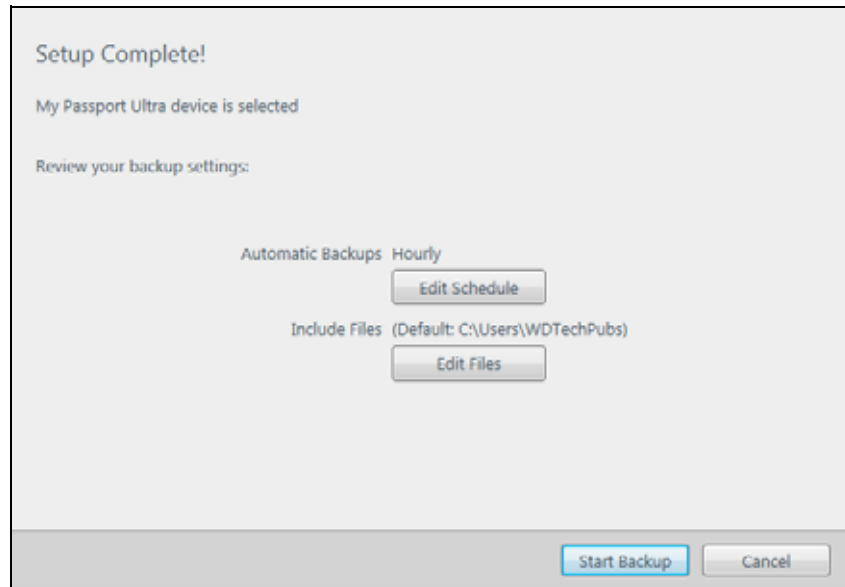 Setup Complete!
My Passport Ultra device is selected
Review your backup settings:
Automatic Backups Hourly
Edit Schedule
Include Files (Default: C:\Users\WDTechPubs)
Edit Files
Start Backup Cancel